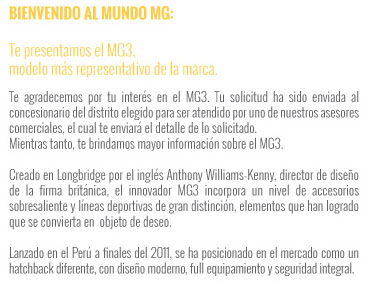 BIENVENIDO AL MUNDO MG:
Te presentamos el MG3,
modelo más representativo de la marca.
Te agradecemos por tu interés en el MG3. Tu solicitud ha sido enviada al
concesionario del distrito elegido para ser atendido por uno de nuestros asesores
comerciales, el cual te enviará el detalle de lo solicitado.
Mientras tanto, te brindamos mayor información sobre el MG3.
Creado en Longbridge por el inglés Anthony Williams-Kenny, director de diseño
de la firma británica, el innovador MG3 incorpora un nivel de accesorios
sobresaliente y líneas deportivas de gran distinción, elementos que han logrado
que se convierta en objeto de deseo.
Lanzado en el Perú a finales del 2011, se ha posicionado en el mercado como un
hatchback diferente, con diseño moderno, full equipamiento y seguridad integral.